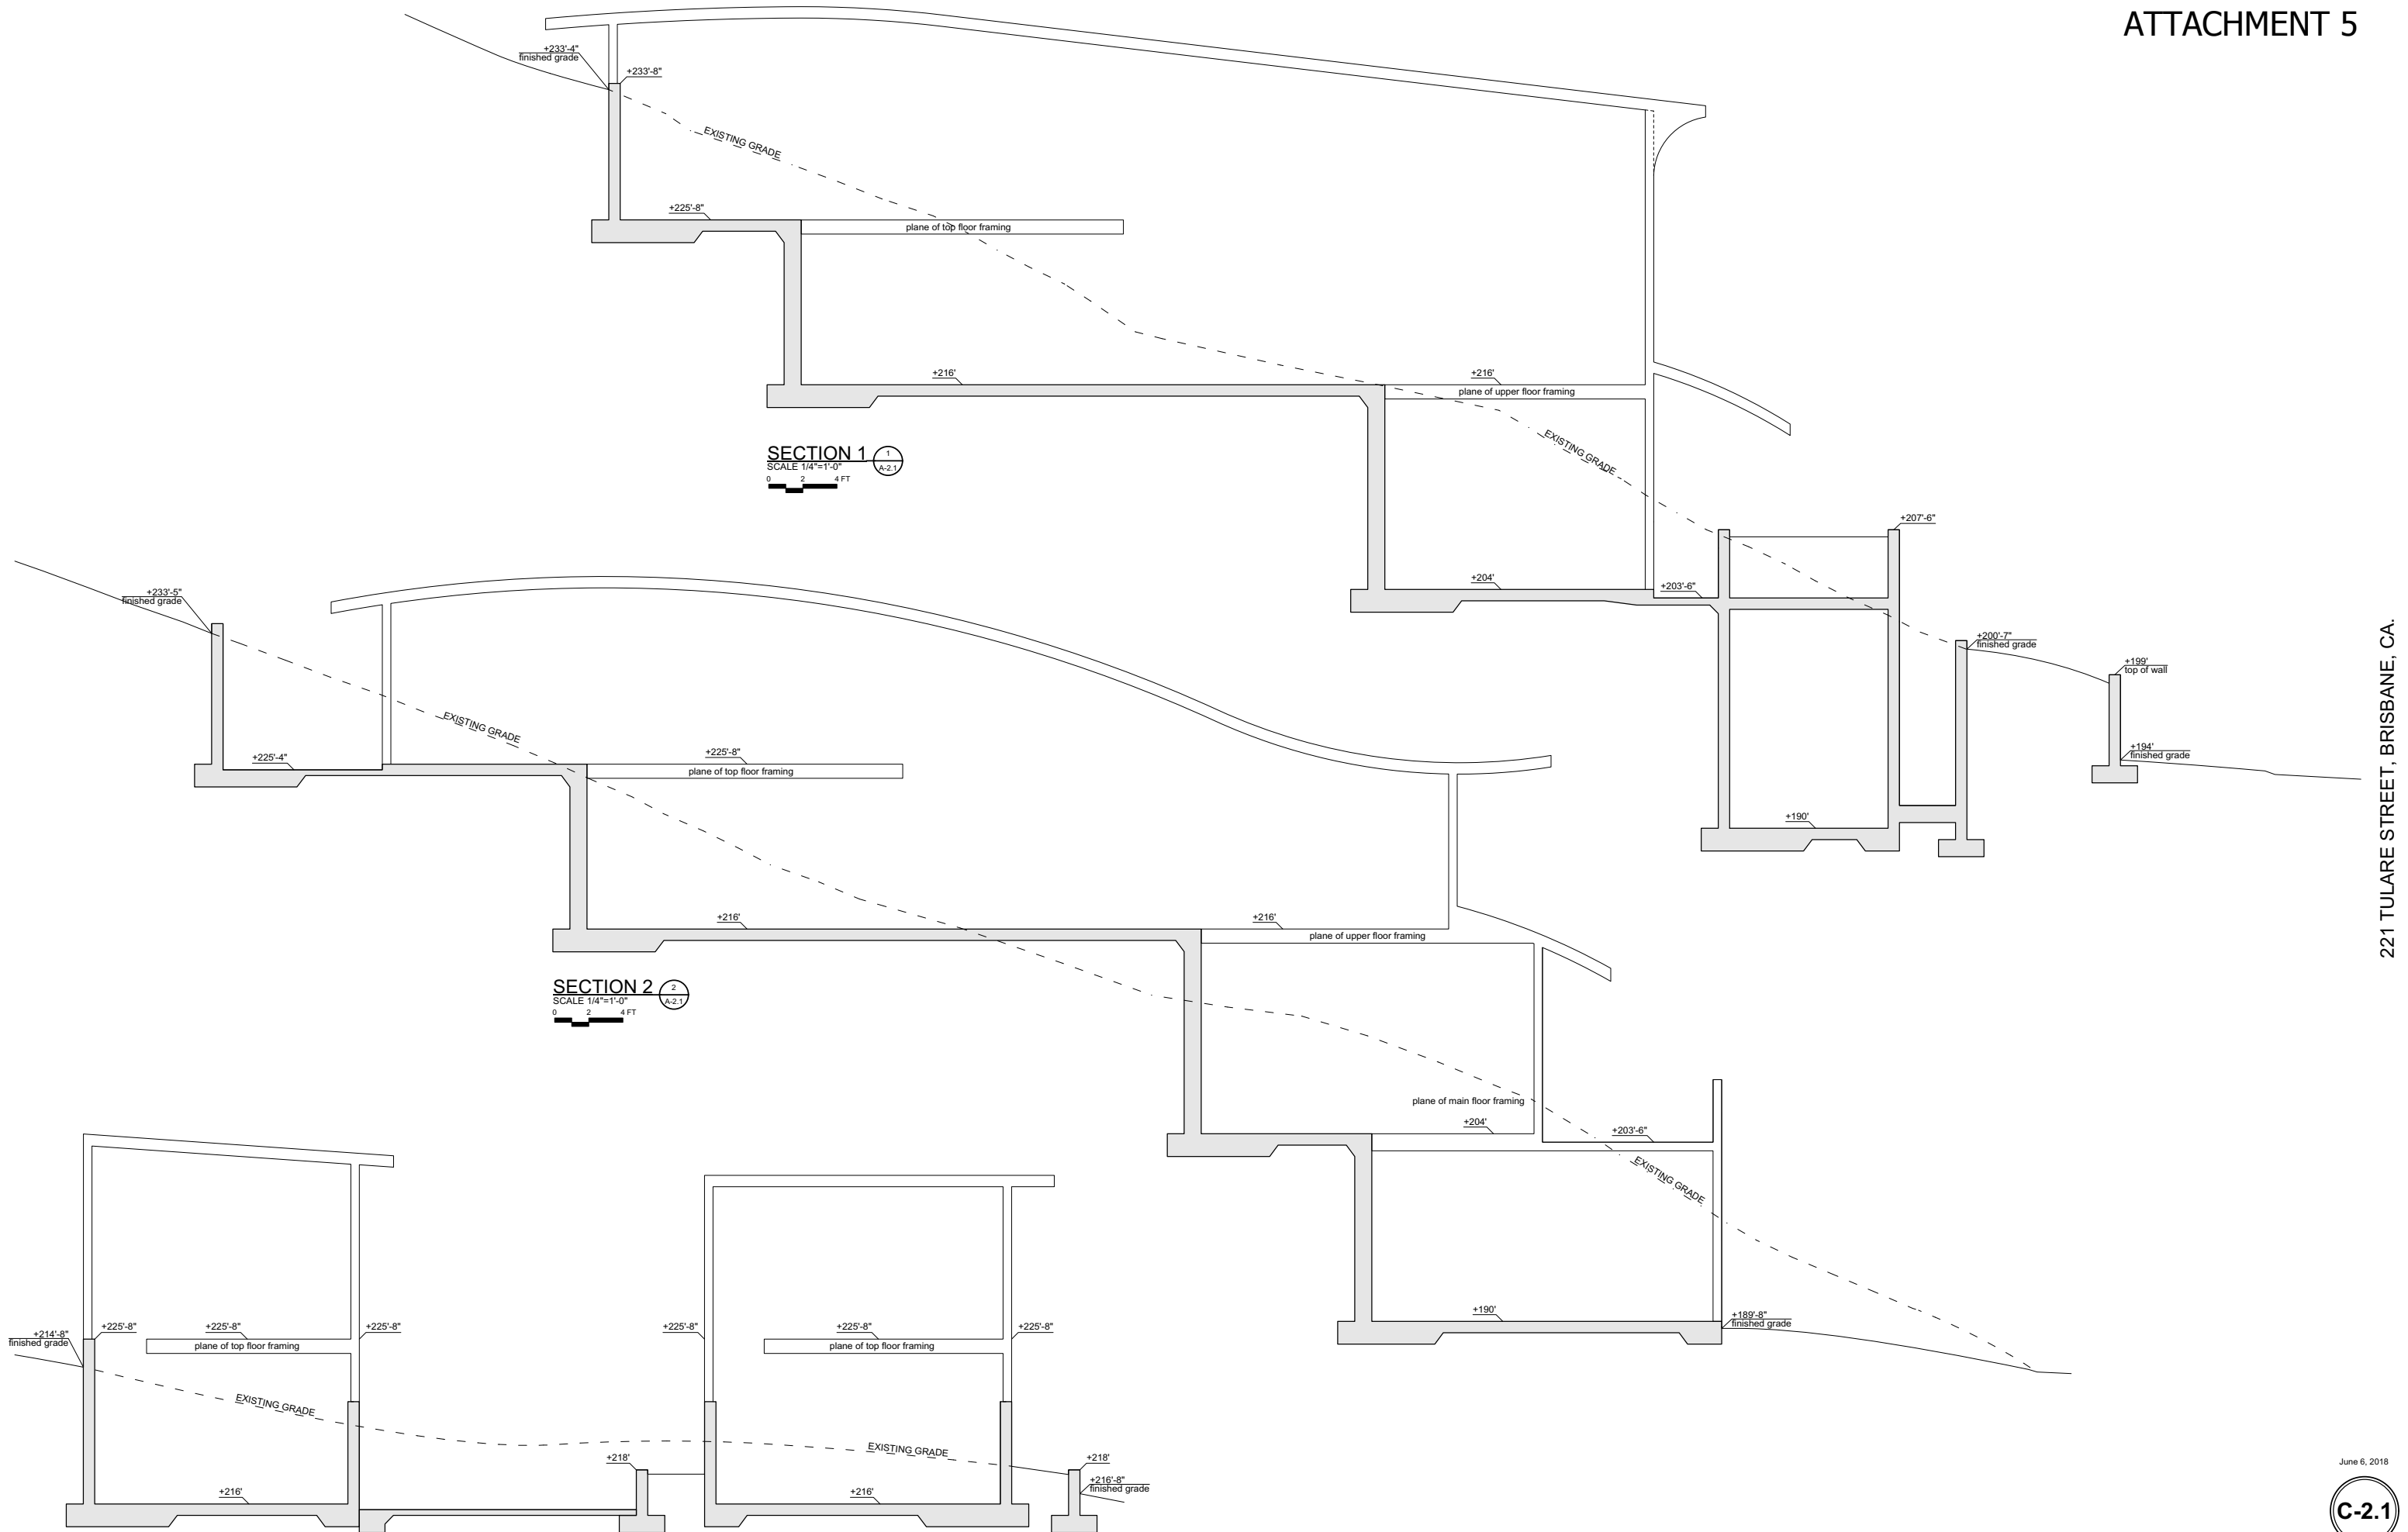 ATTACHMENT 5
+233'-4"
finished grade
+233'-8"
EXISTING GRADE
+225'-8"
plane of top floor framing
+216'
+216'
plane of upper floor framing
EXISTING GRADE
SECTION 1
SCALE 1/4"=1'-0"
1
A-2.1
0 2 4 FT
+207'-6"
+204'
+203'-6"
+200'-7"
finished grade
+199'
top of wall
+194'
finished grade
+190'
221 TULARE STREET, BRISBANE, CA.
+233'-5"
finished grade
EXISTING GRADE
+225'-4"
+225'-8"
plane of top floor framing
+216'
+216'
plane of upper floor framing
SECTION 2
SCALE 1/4"=1'-0"
2
A-2.1
0 2 4 FT
plane of main floor framing
+204'
+203'-6"
EXISTING GRADE
+190'
+189'-8"
finished grade
+214'-8"
finished grade
+225'-8"
+225'-8"
plane of top floor framing
+225'-8"
EXISTING GRADE
+216'
+218'
+225'-8"
+225'-8"
plane of top floor framing
+225'-8"
EXISTING GRADE
+216'
+218'
+216'-8"
finished grade
June 6, 2018
C-2.1